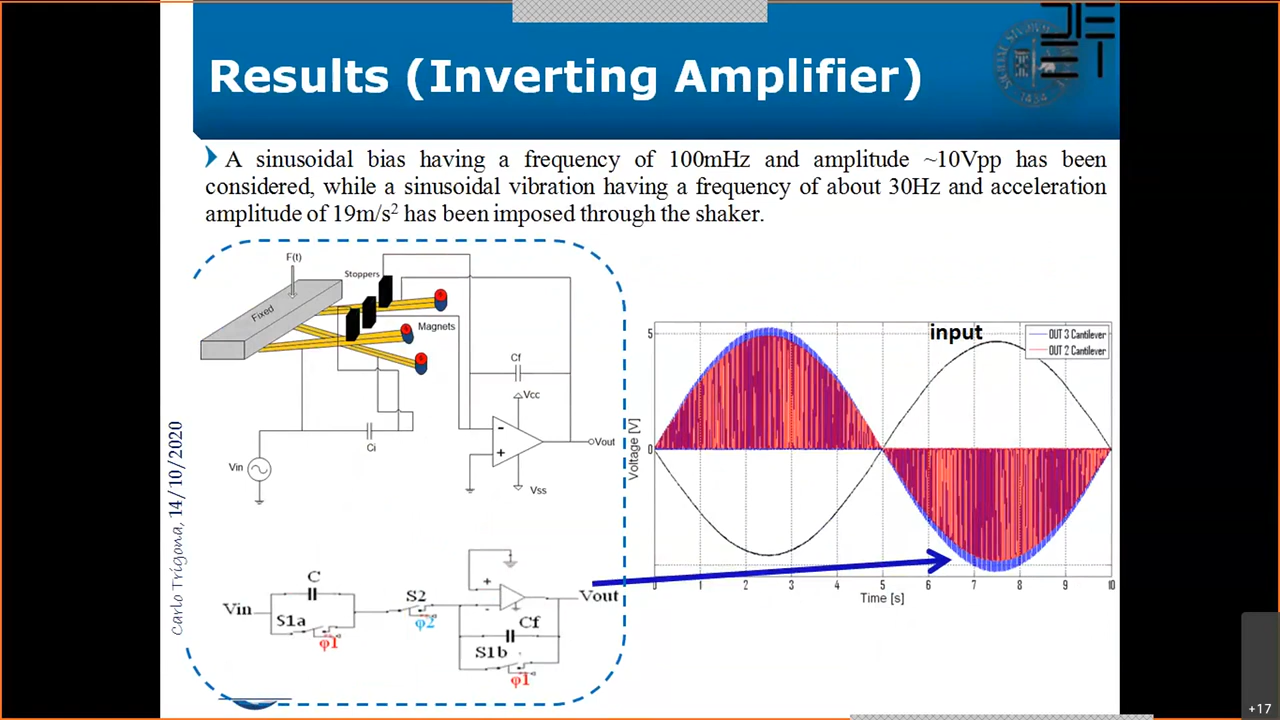 Results (Inverting Amplifier)
A sinusoidal bias having a frequency of 100mHz and amplitude ~10Vpp has been
considered, while a sinusoidal vibration having a frequency of about 30Hz and acceleration
amplitude of 19m/s² has been imposed through the shaker.
F(t)
Stoppers
Fixed
Magnets
Cf
Vcc
Vout
Vss
Ci
Vin
Carlo Trigona, 14/10/2020
input
OUT 3 Cantilever
OUT 2 Cantilever
5
0
Voltage [V]
1 2 3 4 5 6 7 8 9 10
Time [s]
C
Vin
S1a
φ1
S2
φ2
+
-
Vout
Cf
S1b
φ1
1434
+17